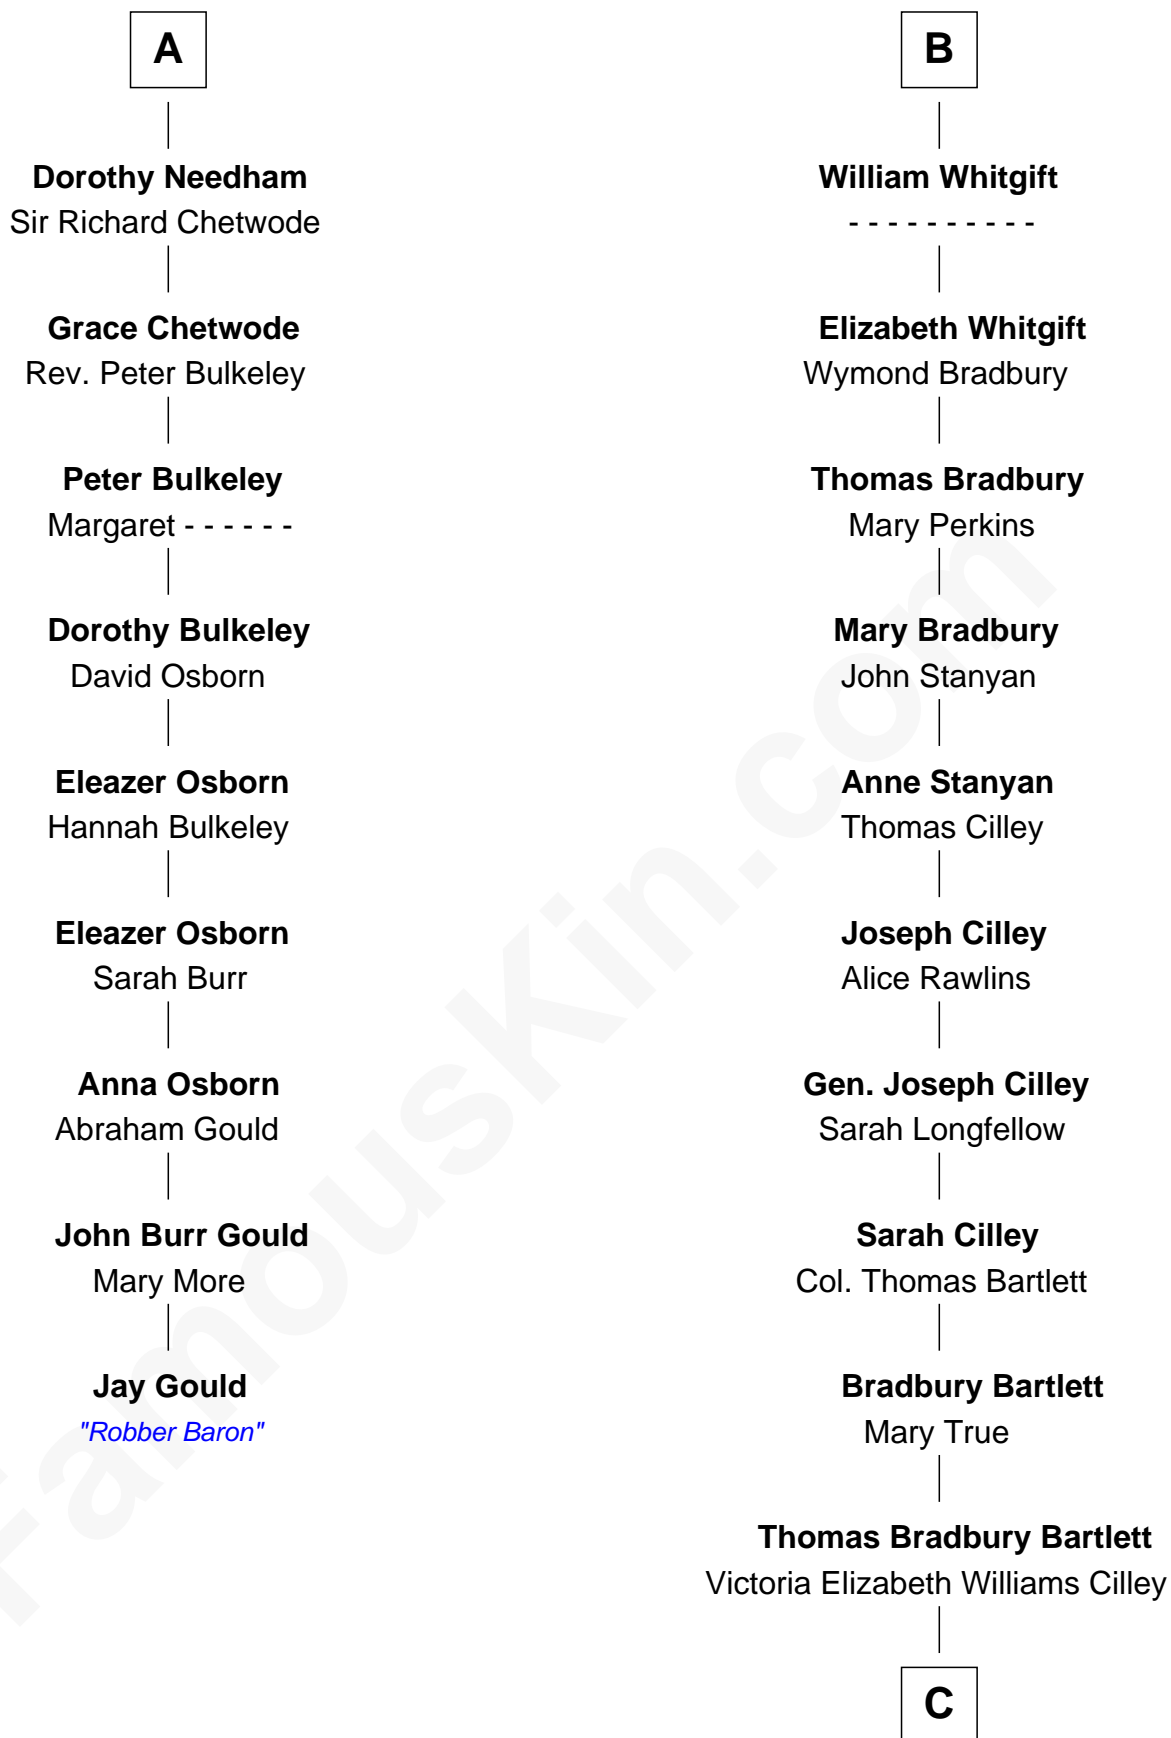 A
Dorothy Needham
Sir Richard Chetwode
Grace Chetwode
Rev. Peter Bulkeley
Peter Bulkeley
Margaret - - - - - -
Dorothy Bulkeley
David Osborn
Eleazer Osborn
Hannah Bulkeley
Eleazer Osborn
Sarah Burr
Anna Osborn
Abraham Gould
John Burr Gould
Mary More
Jay Gould
"Robber Baron"
B
William Whitgift
- - - - - - - - - -
Elizabeth Whitgift
Wymond Bradbury
Thomas Bradbury
Mary Perkins
Mary Bradbury
John Stanyan
Anne Stanyan
Thomas Cilley
Joseph Cilley
Alice Rawlins
Gen. Joseph Cilley
Sarah Longfellow
Sarah Cilley
Col. Thomas Bartlett
Bradbury Bartlett
Mary True
Thomas Bradbury Bartlett
Victoria Elizabeth Williams Cilley
C
FamousKin.com